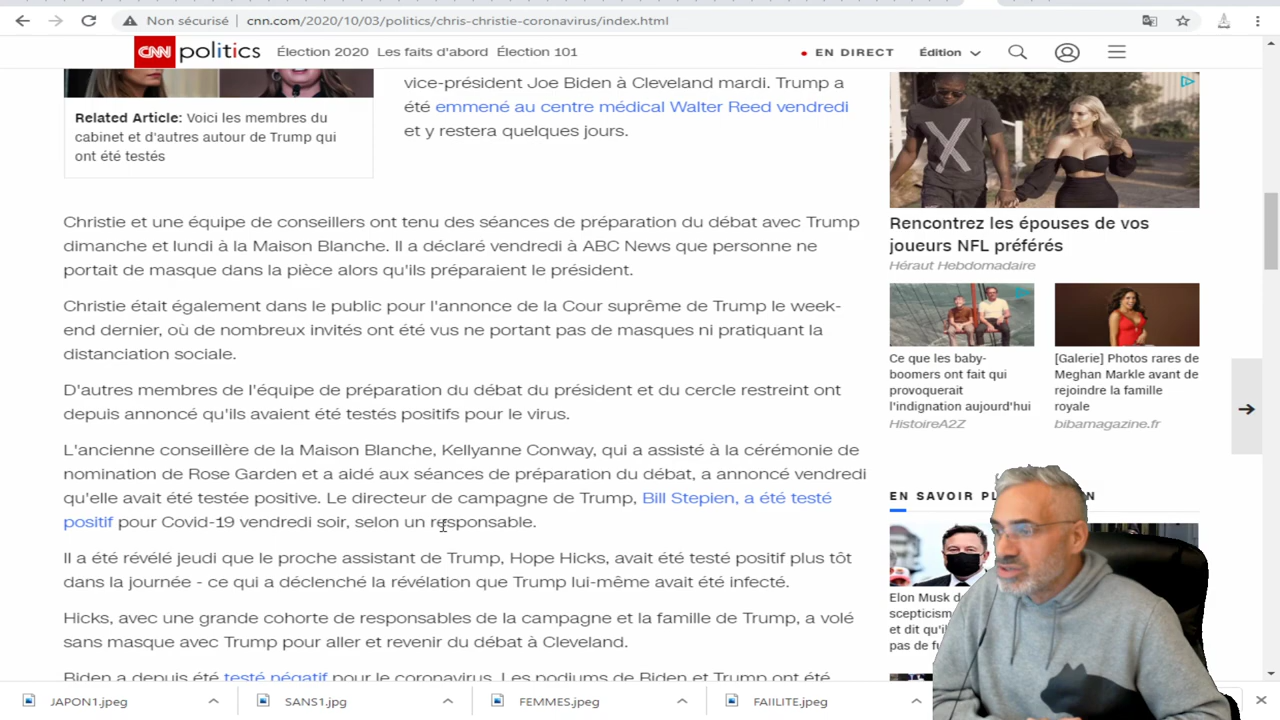 Non sécurisé | cnn.com/2020/10/03/politics/chris-christie-coronavirus/index.html
CNN politics Élection 2020 Les faits d'abord Élection 101 EN DIRECT Édition
Related Article: Voici les membres du
cabinet et d'autres autour de Trump qui
ont été testés
vice-président Joe Biden à Cleveland mardi. Trump a
été emmené au centre médical Walter Reed vendredi
et y restera quelques jours.
Christie et une équipe de conseillers ont tenu des séances de préparation du débat avec Trump
dimanche et lundi à la Maison Blanche. Il a déclaré vendredi à ABC News que personne ne
portait de masque dans la pièce alors qu'ils préparaient le président.
Christie était également dans le public pour l'annonce de la Cour suprême de Trump le week-
end dernier, où de nombreux invités ont été vus ne portant pas de masques ni pratiquant la
distanciation sociale.
D'autres membres de l'équipe de préparation du débat du président et du cercle restreint ont
depuis annoncé qu'ils avaient été testés positifs pour le virus.
L'ancienne conseillère de la Maison Blanche, Kellyanne Conway, qui a assisté à la cérémonie de
nomination de Rose Garden et a aidé aux séances de préparation du débat, a annoncé vendredi
qu'elle avait été testée positive. Le directeur de campagne de Trump, Bill Stepien, a été testé
positif pour Covid-19 vendredi soir, selon un responsable.
Il a été révélé jeudi que le proche assistant de Trump, Hope Hicks, avait été testé positif plus tôt
dans la journée - ce qui a déclenché la révélation que Trump lui-même avait été infecté.
Hicks, avec une grande cohorte de responsables de la campagne et la famille de Trump, a volé
sans masque avec Trump pour aller et revenir du débat à Cleveland.
Biden a depuis été testé négatif pour le coronavirus. Les podiums de Biden et Trump ont été
X
Rencontrez les épouses de vos
joueurs NFL préférés
Héraut Hebdomadaire
Ce que les baby-
boomers ont fait qui
provoquerait
l'indignation aujourd'hui
HistoireA2Z
[Galerie] Photos rares de
Meghan Markle avant de
rejoindre la famille
royale
bibamagazine.fr
EN SAVOIR PL N
Elon Musk
scepticism
et dit qu'i
pas de fu
JAPON1.jpeg
SANS1.jpg
FEMMES.jpeg
FAIILITE.jpeg